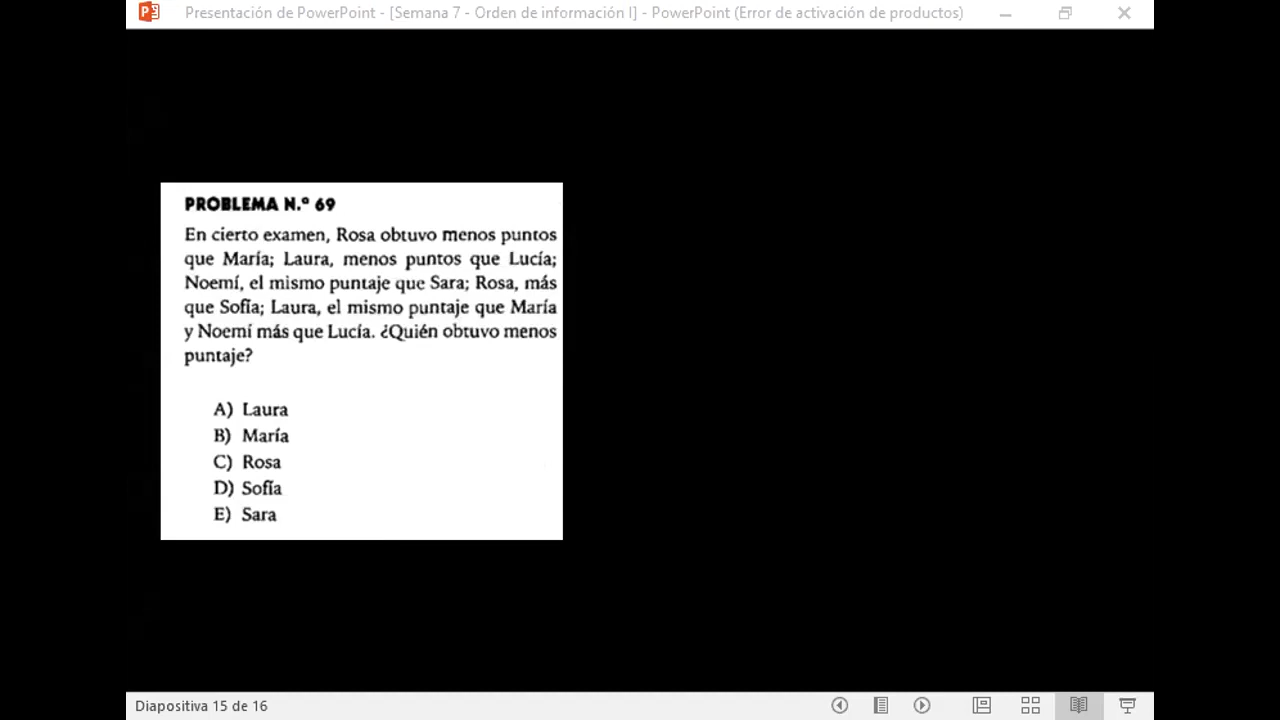 Presentación de PowerPoint - [Semana 7 - Orden de información I] - PowerPoint (Error de activación de productos)
PROBLEMA N.º 69
En cierto examen, Rosa obtuvo menos puntos
que María; Laura, menos puntos que Lucía;
Noemí, el mismo puntaje que Sara; Rosa, más
que Sofía; Laura, el mismo puntaje que María
y Noemí más que Lucía. ¿Quién obtuvo menos
puntaje?
A) Laura
B) María
C) Rosa
D) Sofía
E) Sara
Diapositiva 15 de 16